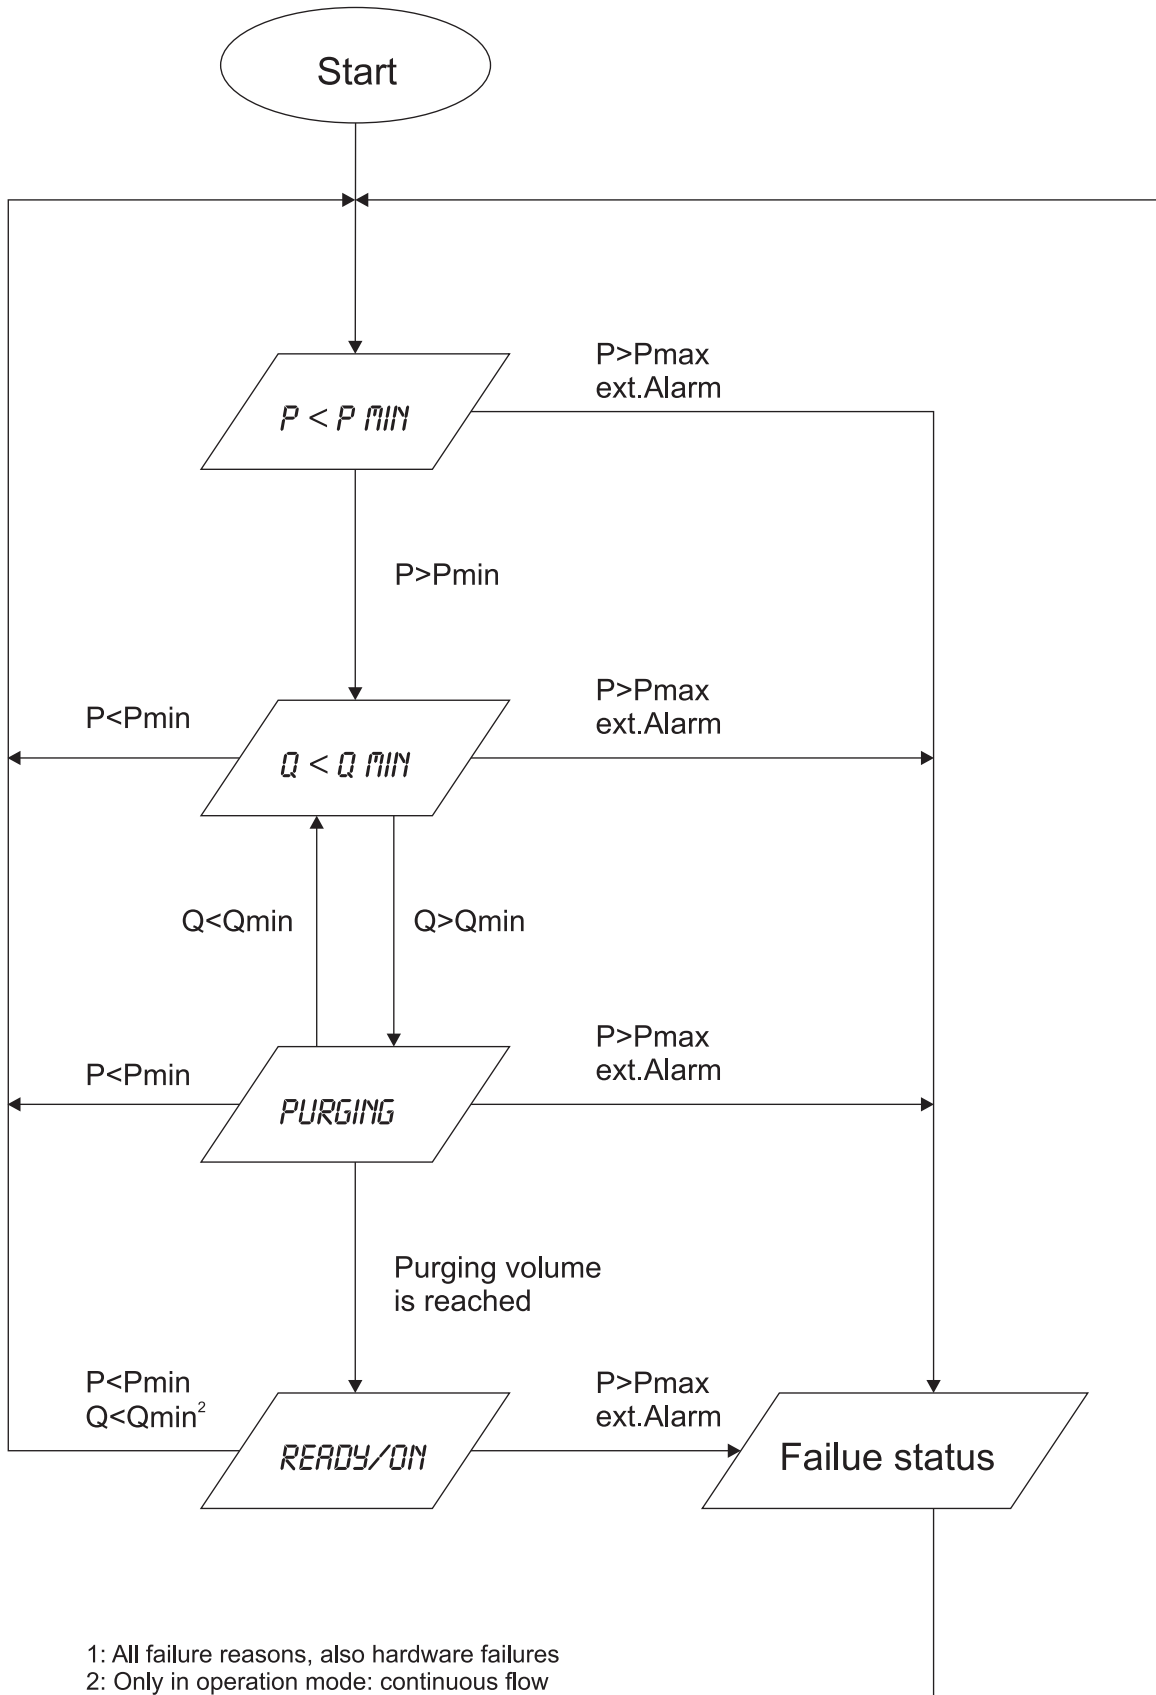 Start
P>Pmax
ext.Alarm
P < P MIN
P>Pmin
P>Pmax
ext.Alarm
P<Pmin
Q < Q MIN
Q<Qmin
Q>Qmin
P>Pmax
ext.Alarm
P<Pmin
PURGING
Purging volume
is reached
P<Pmin
Q<Qmin²
P>Pmax
ext.Alarm
READY/ON
Failue status
1: All failure reasons, also hardware failures
2: Only in operation mode: continuous flow